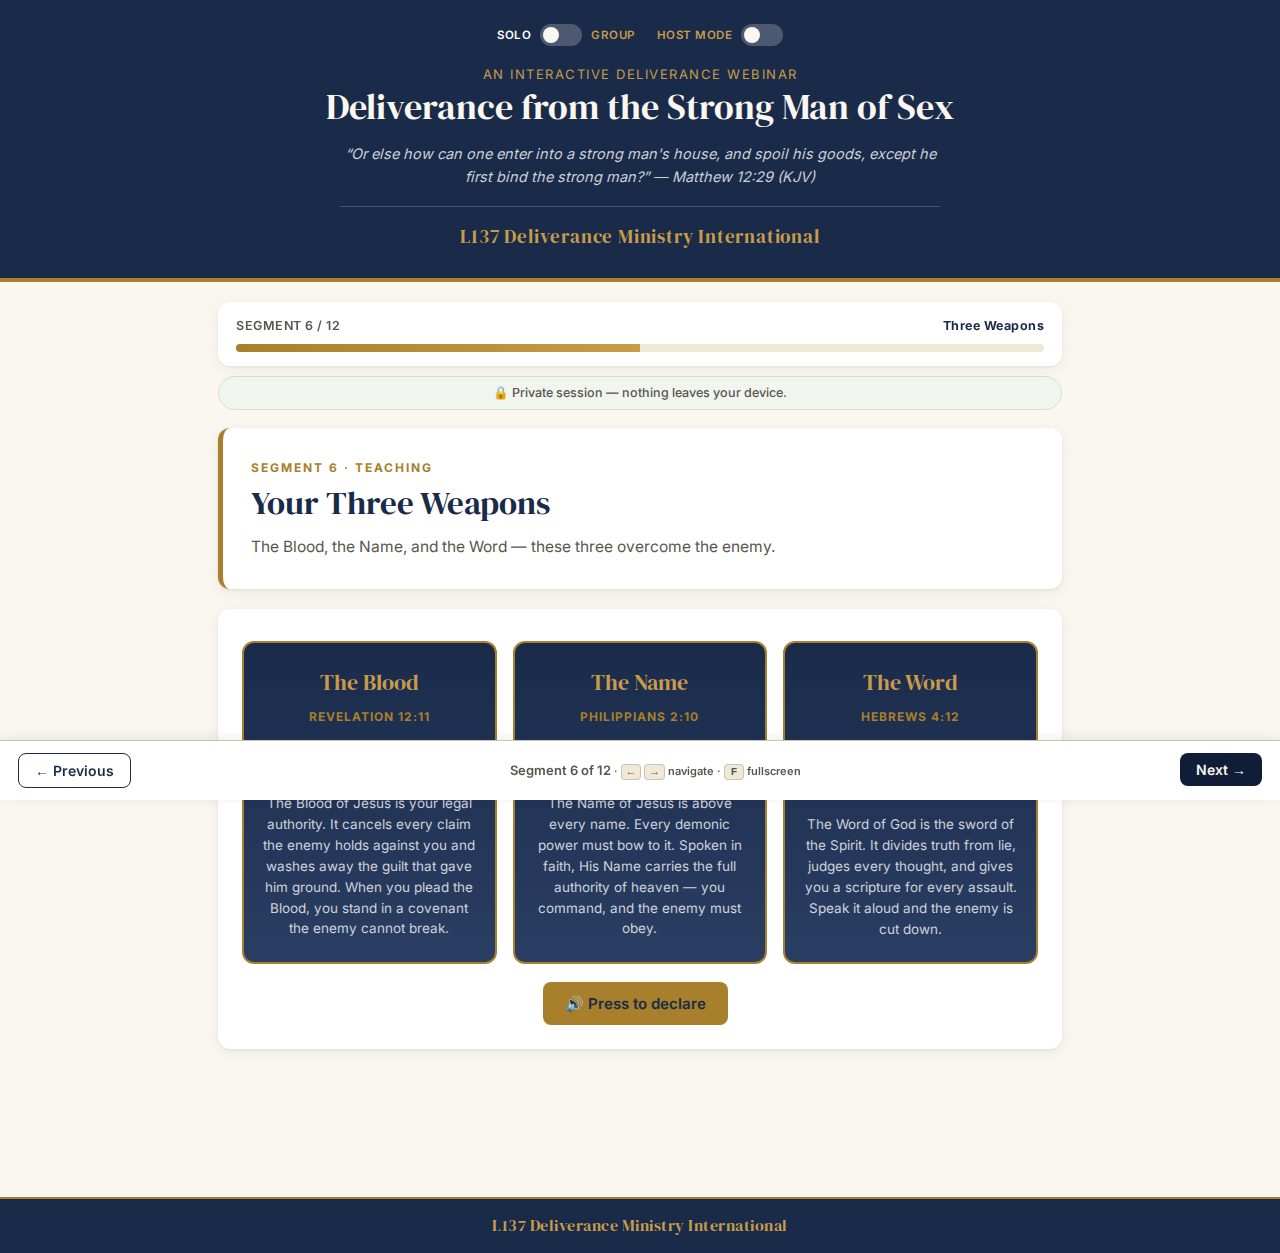 SOLO GROUP HOST MODE
AN INTERACTIVE DELIVERANCE WEBINAR
Deliverance from the Strong Man of Sex
“Or else how can one enter into a strong man's house, and spoil his goods, except he
first bind the strong man?” — Matthew 12:29 (KJV)
L137 Deliverance Ministry International
SEGMENT 6 / 12
Three Weapons
🔒 Private session — nothing leaves your device.
SEGMENT 6 · TEACHING
Your Three Weapons
The Blood, the Name, and the Word — these three overcome the enemy.
The Blood
REVELATION 12:11
The Blood of Jesus is your legal
authority. It cancels every claim
the enemy holds against you and
washes away the guilt that gave
him ground. When you plead the
Blood, you stand in a covenant
the enemy cannot break.
The Name
PHILIPPIANS 2:10
The Name of Jesus is above
every name. Every demonic
power must bow to it. Spoken in
faith, His Name carries the full
authority of heaven — you
command, and the enemy must
obey.
The Word
HEBREWS 4:12
The Word of God is the sword of
the Spirit. It divides truth from lie,
judges every thought, and gives
you a scripture for every assault.
Speak it aloud and the enemy is
cut down.
← Previous
Segment 6 of 12 · ← → navigate · F fullscreen
Next →
🔊 Press to declare
L137 Deliverance Ministry International